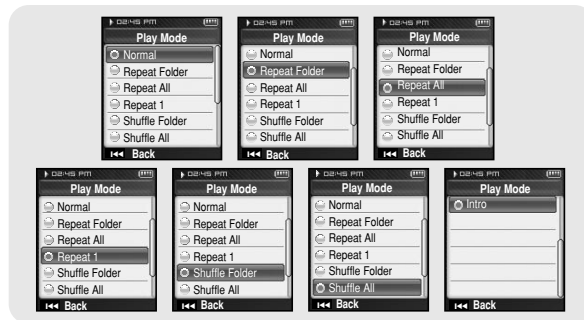 02:45 PM
Play Mode
Normal
Repeat Folder
Repeat All
Repeat 1
Shuffle Folder
Shuffle All
Back
02:45 PM
Play Mode
Normal
Repeat Folder
Repeat All
Repeat 1
Shuffle Folder
Shuffle All
Back
02:45 PM
Play Mode
Normal
Repeat Folder
Repeat All
Repeat 1
Shuffle Folder
Shuffle All
Back
02:45 PM
Play Mode
Normal
Repeat Folder
Repeat All
Repeat 1
Shuffle Folder
Shuffle All
Back
02:45 PM
Play Mode
Normal
Repeat Folder
Repeat All
Repeat 1
Shuffle Folder
Shuffle All
Back
02:45 PM
Play Mode
Normal
Repeat Folder
Repeat All
Repeat 1
Shuffle Folder
Shuffle All
Back
02:45 PM
Play Mode
Intro
Back